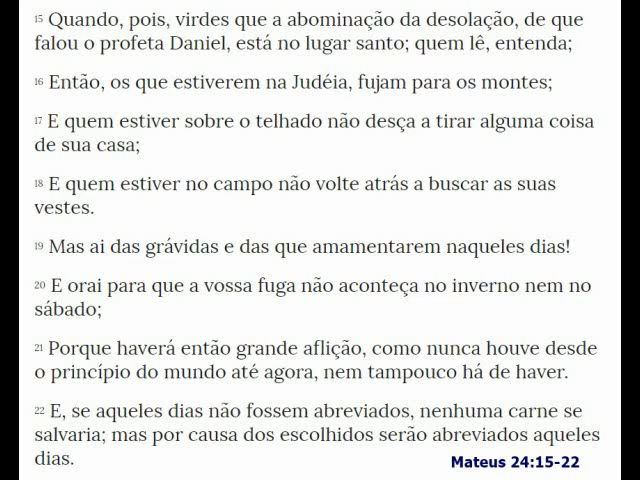 15 Quando, pois, virdes que a abominação da desolação, de que
falou o profeta Daniel, está no lugar santo; quem lê, entenda;
16 Então, os que estiverem na Judéia, fujam para os montes;
17 E quem estiver sobre o telhado não desça a tirar alguma coisa
de sua casa;
18 E quem estiver no campo não volte atrás a buscar as suas
vestes.
19 Mas ai das grávidas e das que amamentarem naqueles dias!
20 E orai para que a vossa fuga não aconteça no inverno nem no
sábado;
21 Porque haverá então grande aflição, como nunca houve desde
o princípio do mundo até agora, nem tampouco há de haver.
22 E, se aqueles dias não fossem abreviados, nenhuma carne se
salvaria; mas por causa dos escolhidos serão abreviados aqueles
dias.
Mateus 24:15-22